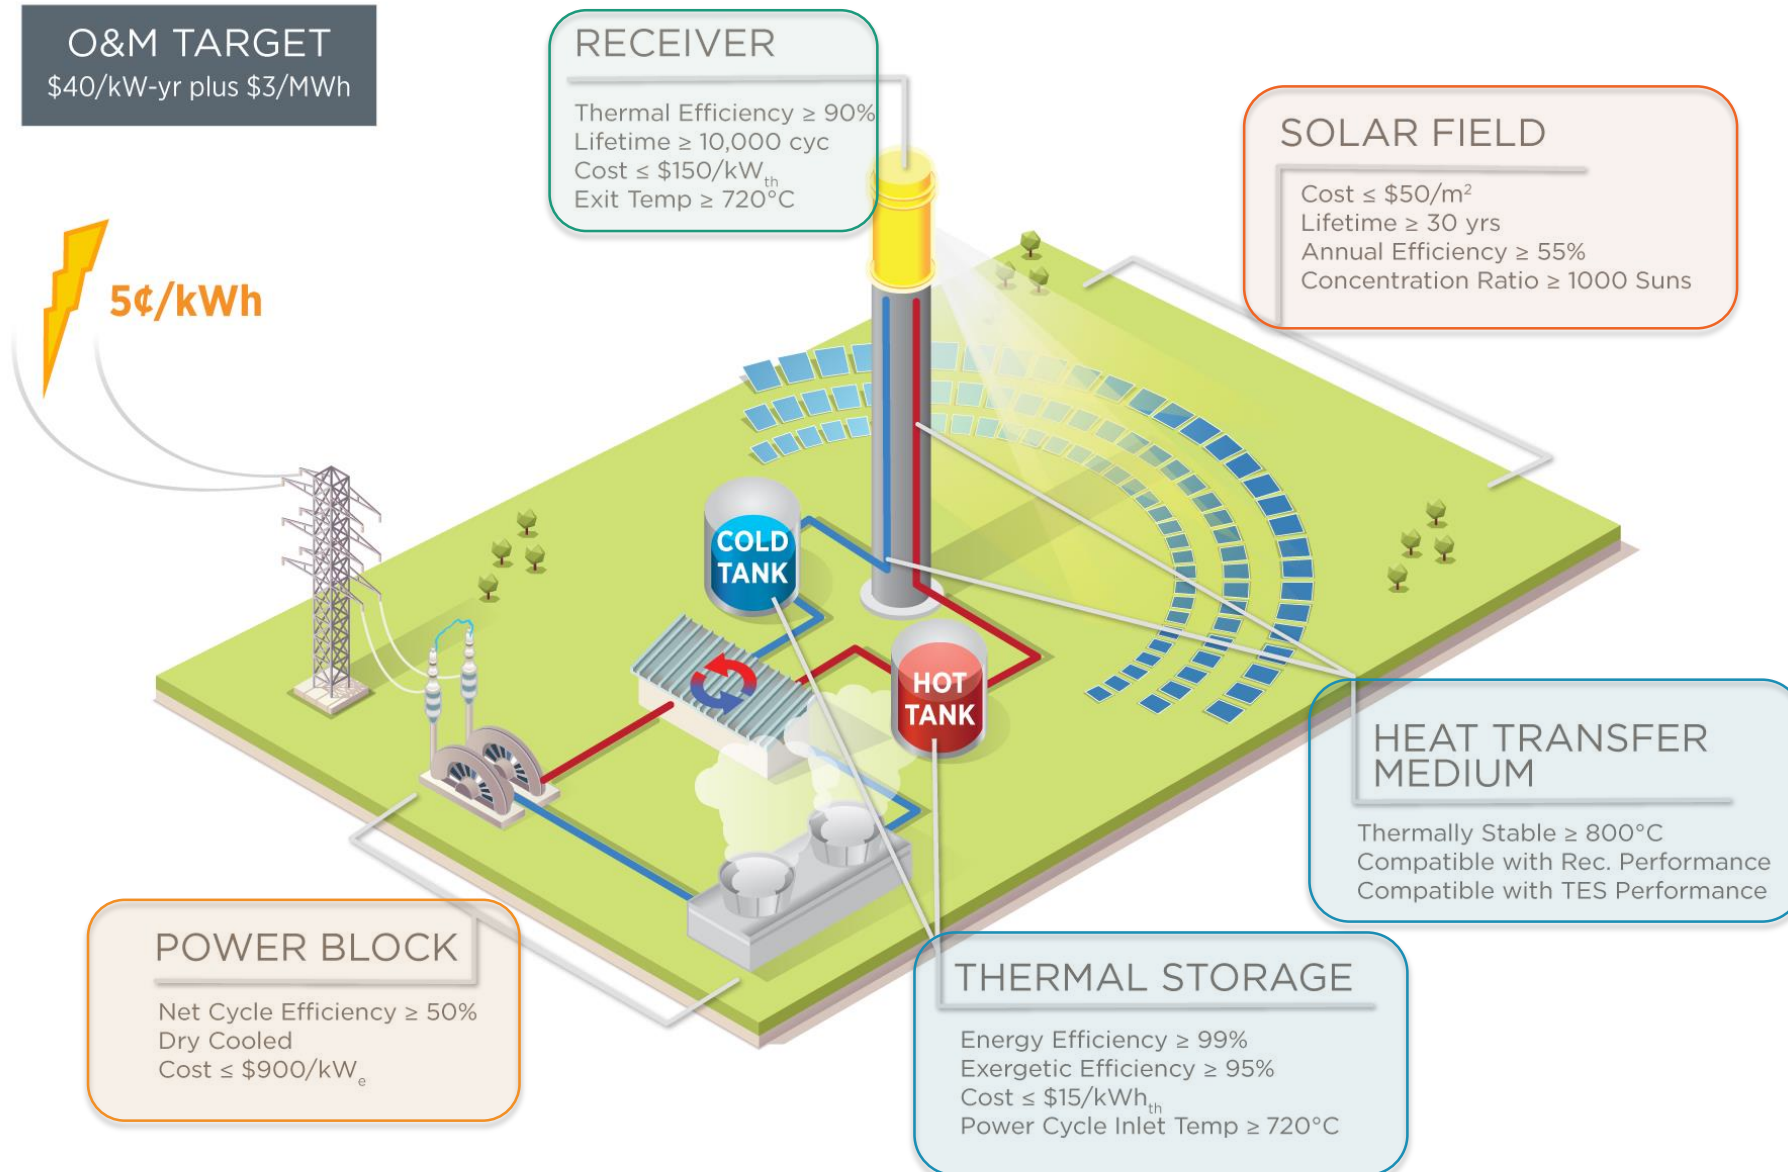 O&M TARGET
$40/kW-yr plus $3/MWh
RECEIVER
Thermal Efficiency ≥ 90%
Lifetime ≥ 10,000 cyc
Cost ≤ $150/kWth
Exit Temp ≥ 720°C
SOLAR FIELD
Cost ≤ $50/m²
Lifetime ≥ 30 yrs
Annual Efficiency ≥ 55%
Concentration Ratio ≥ 1000 Suns
5¢/kWh
COLD
TANK
HOT
TANK
HEAT TRANSFER
MEDIUM
Thermally Stable ≥ 800°C
Compatible with Rec. Performance
Compatible with TES Performance
POWER BLOCK
Net Cycle Efficiency ≥ 50%
Dry Cooled
Cost ≤ $900/kWe
THERMAL STORAGE
Energy Efficiency ≥ 99%
Exergetic Efficiency ≥ 95%
Cost ≤ $15/kWhth
Power Cycle Inlet Temp ≥ 720°C